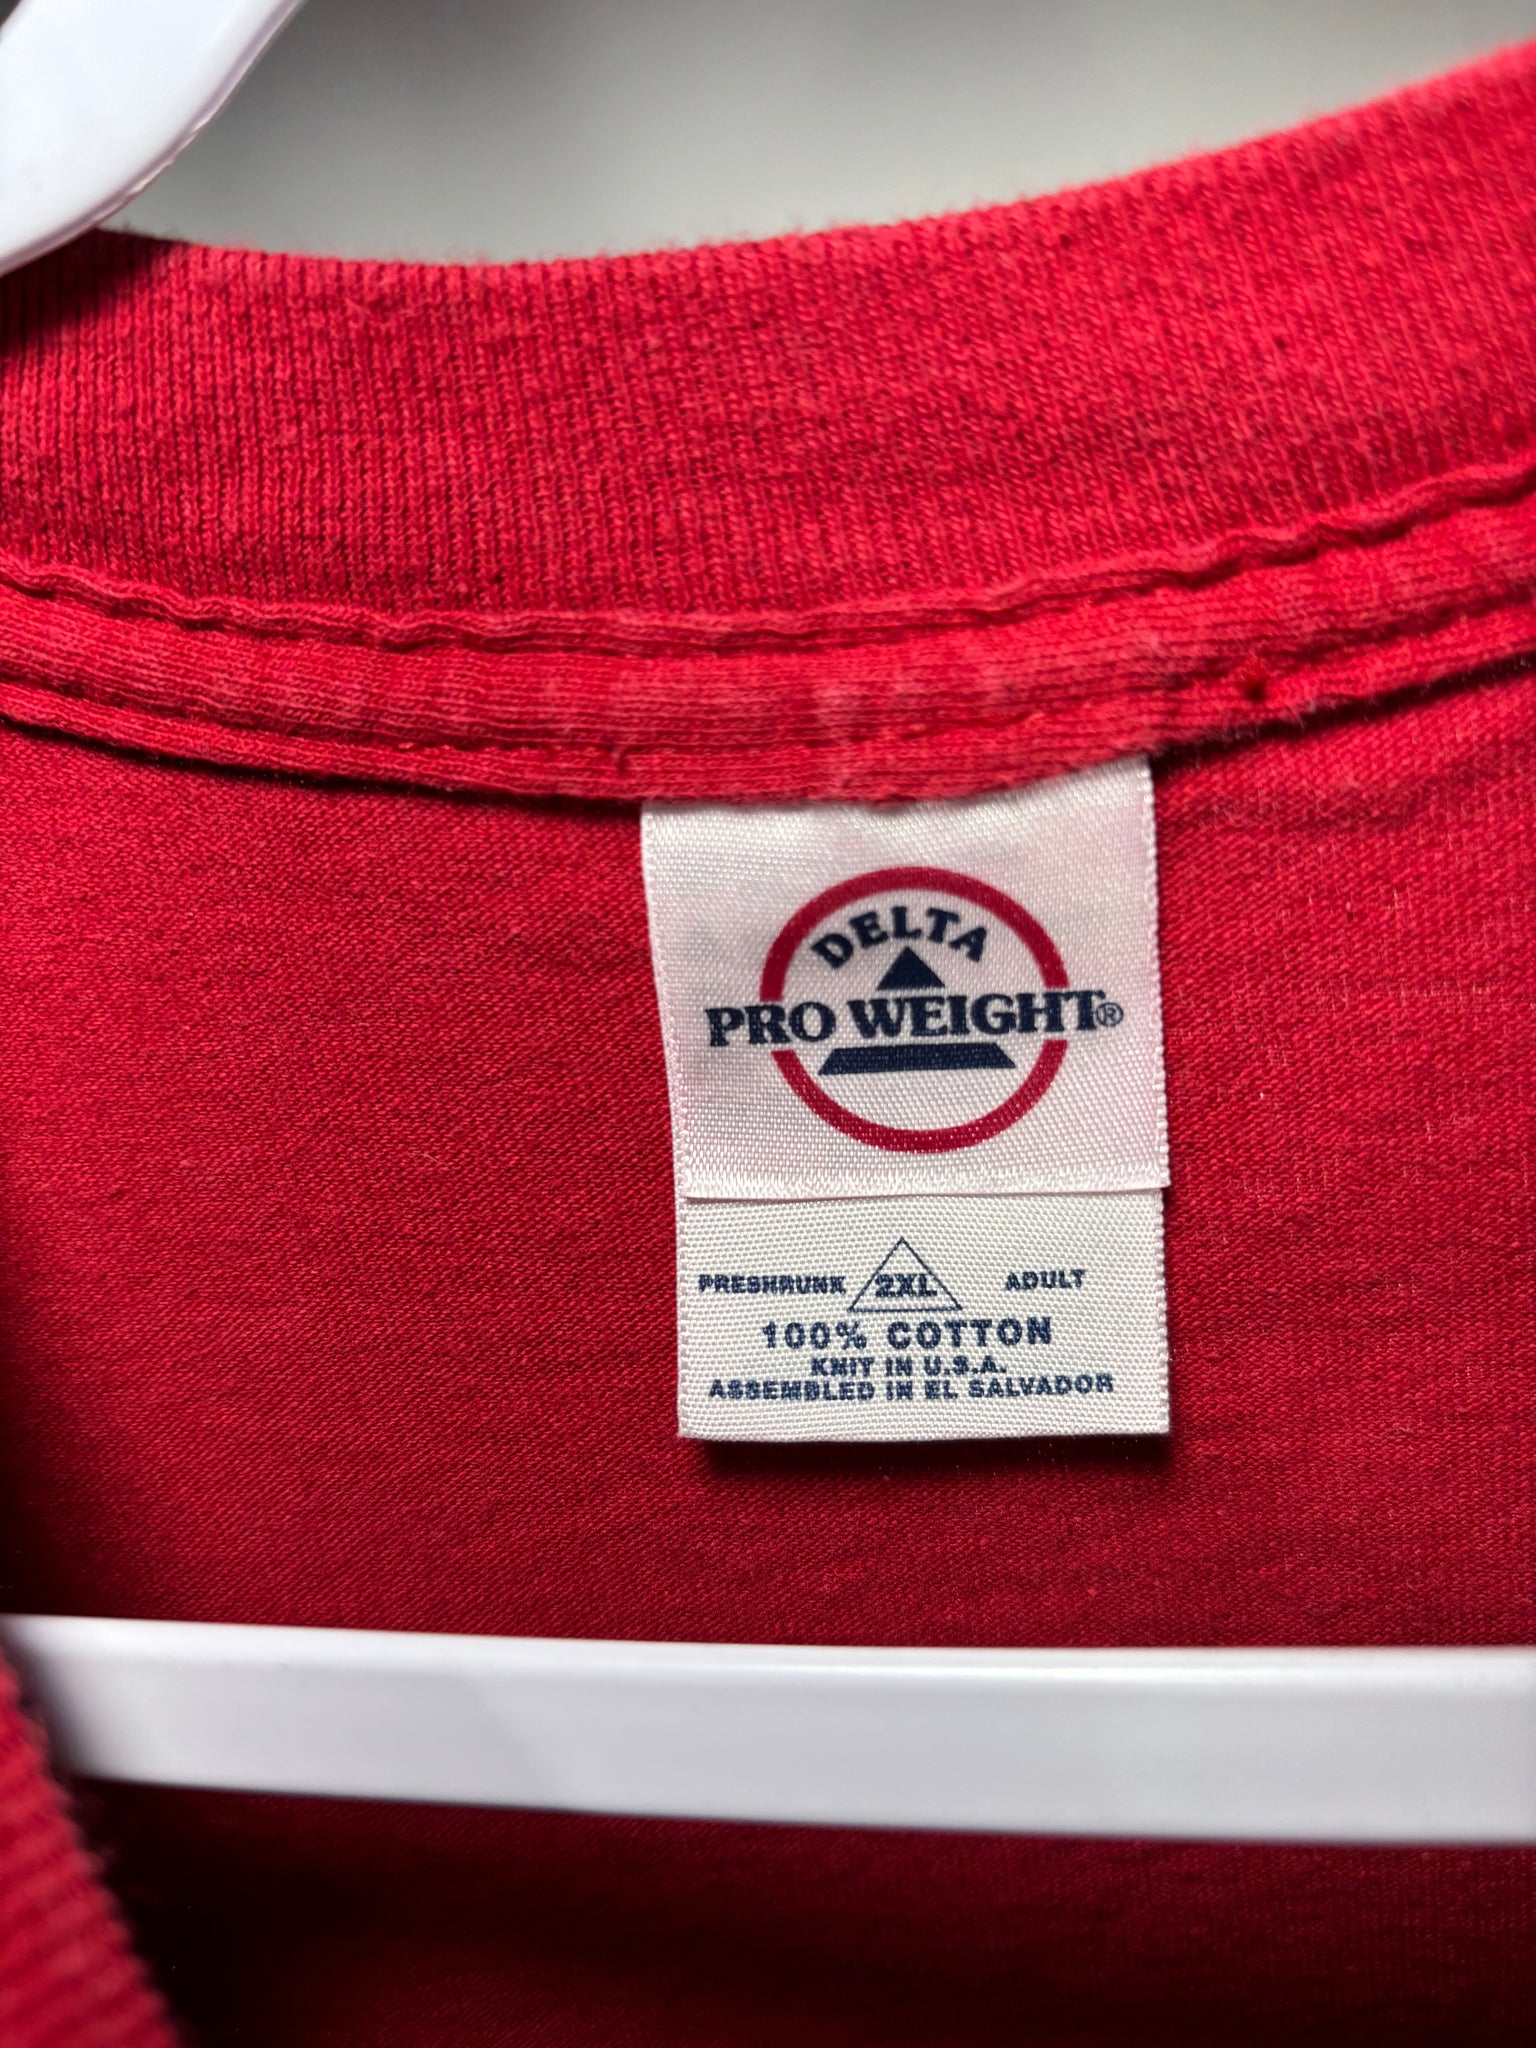 DELTA
PRO WEIGHT®
PRESHRUNK 2XL ADULT
100% COTTON
KNIT IN U.S.A.
ASSEMBLED IN EL SALVADOR